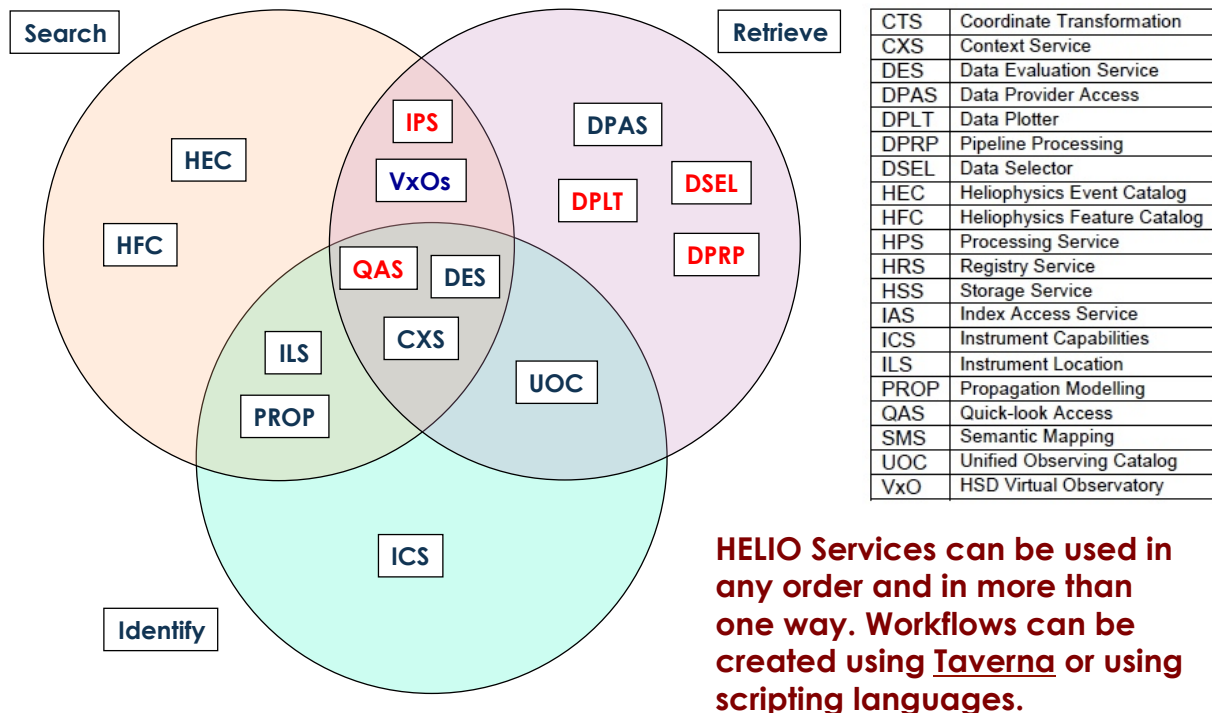 Search
Retrieve
IPS
DPAS
HEC
VxOs
DSEL
DPLT
HFC
DPRP
QAS
DES
ILS
CXS
UOC
PROP
ICS
Identify
CTS Coordinate Transformation
CXS Context Service
DES Data Evaluation Service
DPAS Data Provider Access
DPLT Data Plotter
DPRP Pipeline Processing
DSEL Data Selector
HEC Heliophysics Event Catalog
HFC Heliophysics Feature Catalog
HPS Processing Service
HRS Registry Service
HSS Storage Service
IAS Index Access Service
ICS Instrument Capabilities
ILS Instrument Location
PROP Propagation Modelling
QAS Quick-look Access
SMS Semantic Mapping
UOC Unified Observing Catalog
VxO HSD Virtual Observatory
HELIO Services can be used in
any order and in more than
one way. Workflows can be
created using Taverna or using
scripting languages.